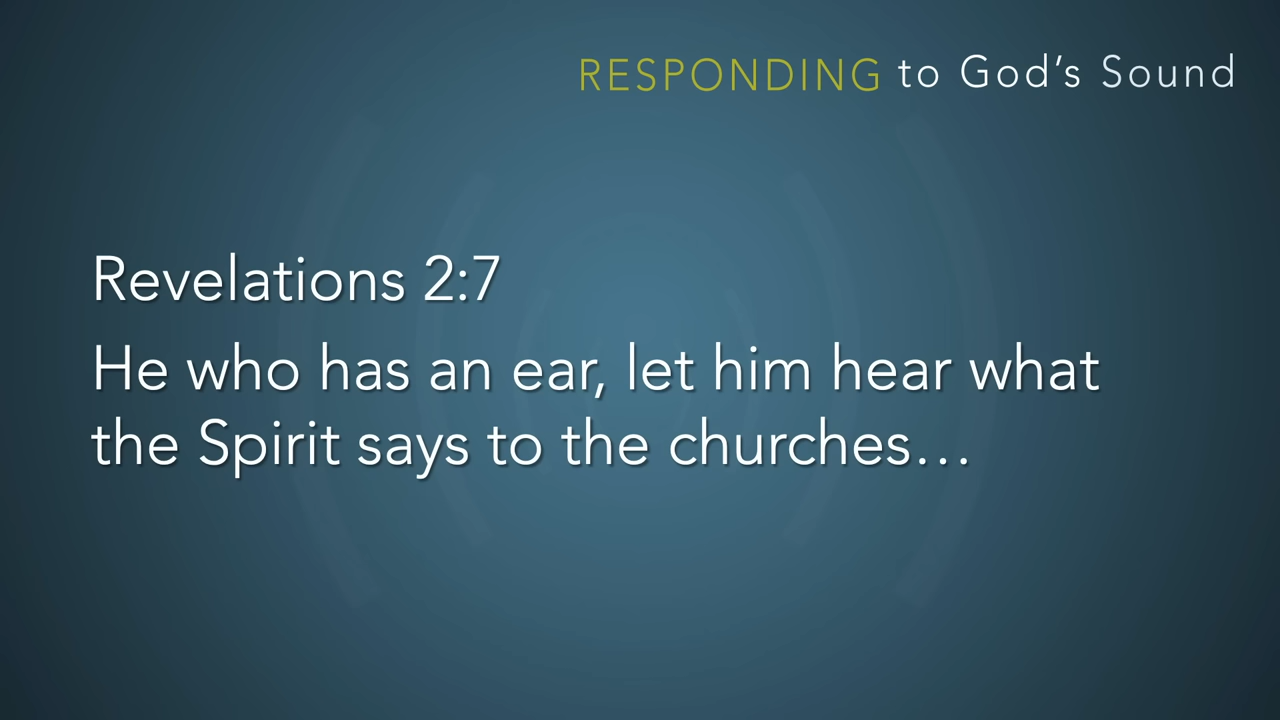 RESPONDING to God’s Sound
Revelations 2:7
He who has an ear, let him hear what
the Spirit says to the churches…